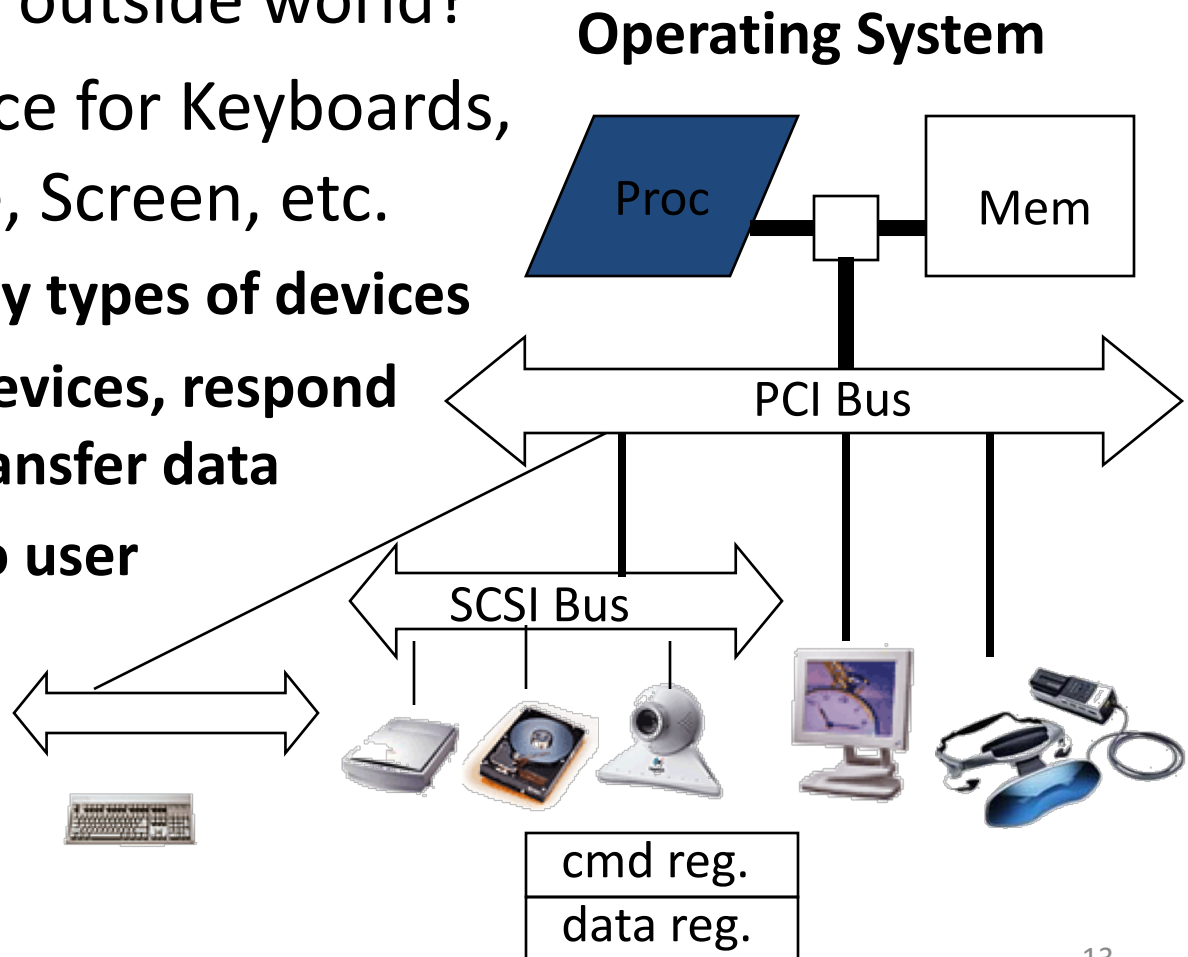 outside world?
Operating System
ce for Keyboards,
, Screen, etc.
y types of devices
evices, respond
ansfer data
o user
Proc
Mem
PCI Bus
SCSI Bus
cmd reg.
data reg.